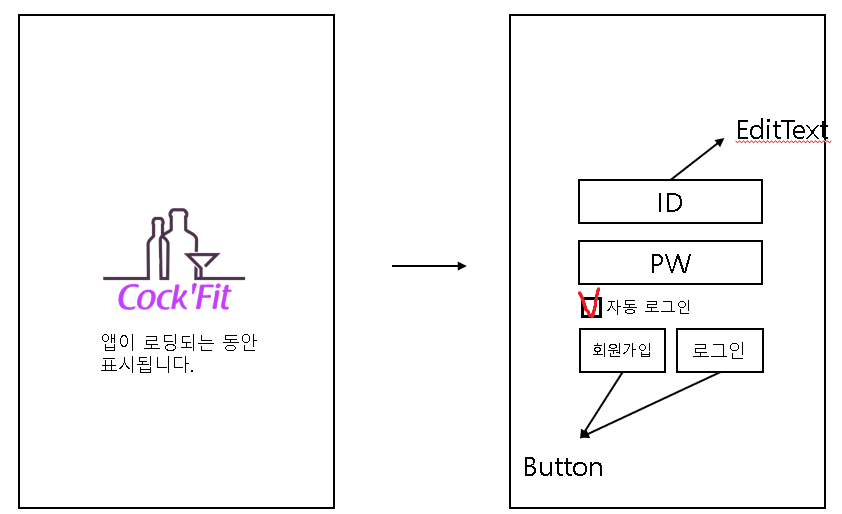 Cock'Fit
앱이 로딩되는 동안
표시됩니다.
EditText
ID
PW
자동 로그인
회원가입
로그인
Button